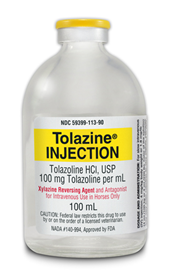 NDC 59399-113-98
Tolazine®
INJECTION
Tolazoline HCl, USP
100 mg Tolazoline per mL
Xylazine Reversing Agent and Antagonist
for Intravenous Use in Horses Only
100 mL
CAUTION: Federal law restricts this drug to use
by or on the order of a licensed veterinarian.
NADA #140-994, Approved by FDA